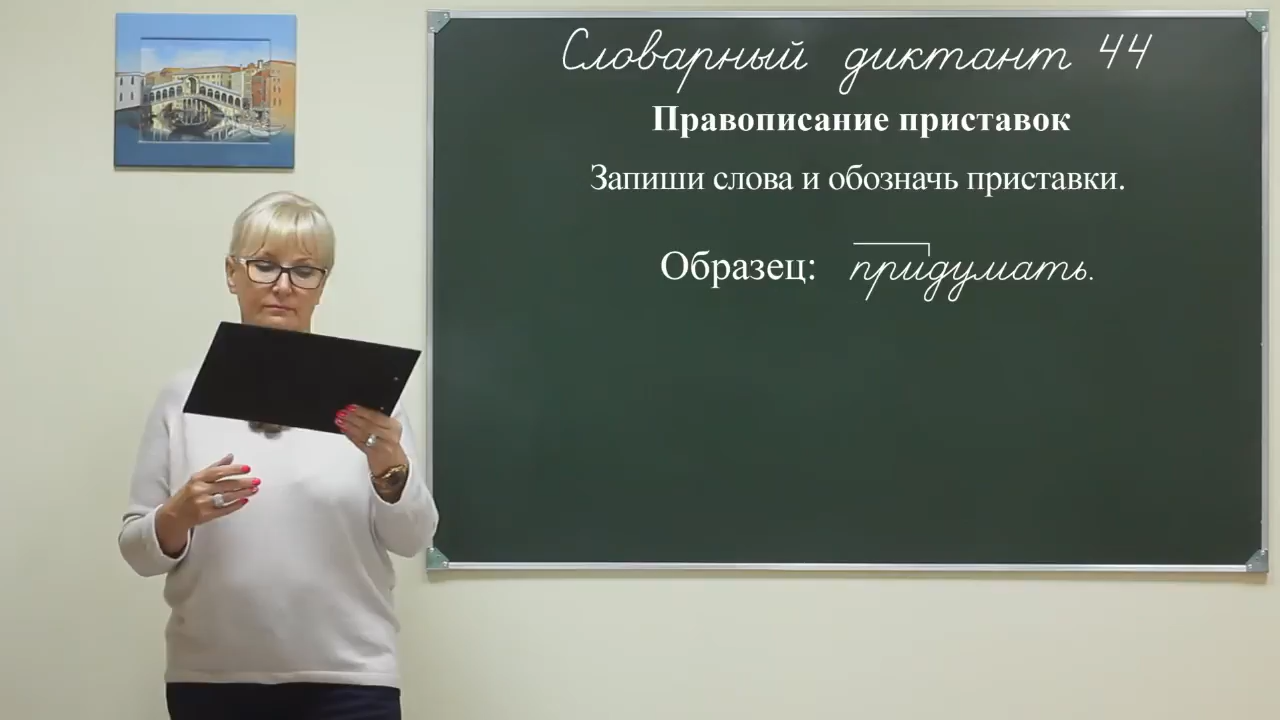 Словарный диктант 44
Правописание приставок
Запиши слова и обозначь приставки.
Образец: придумать.